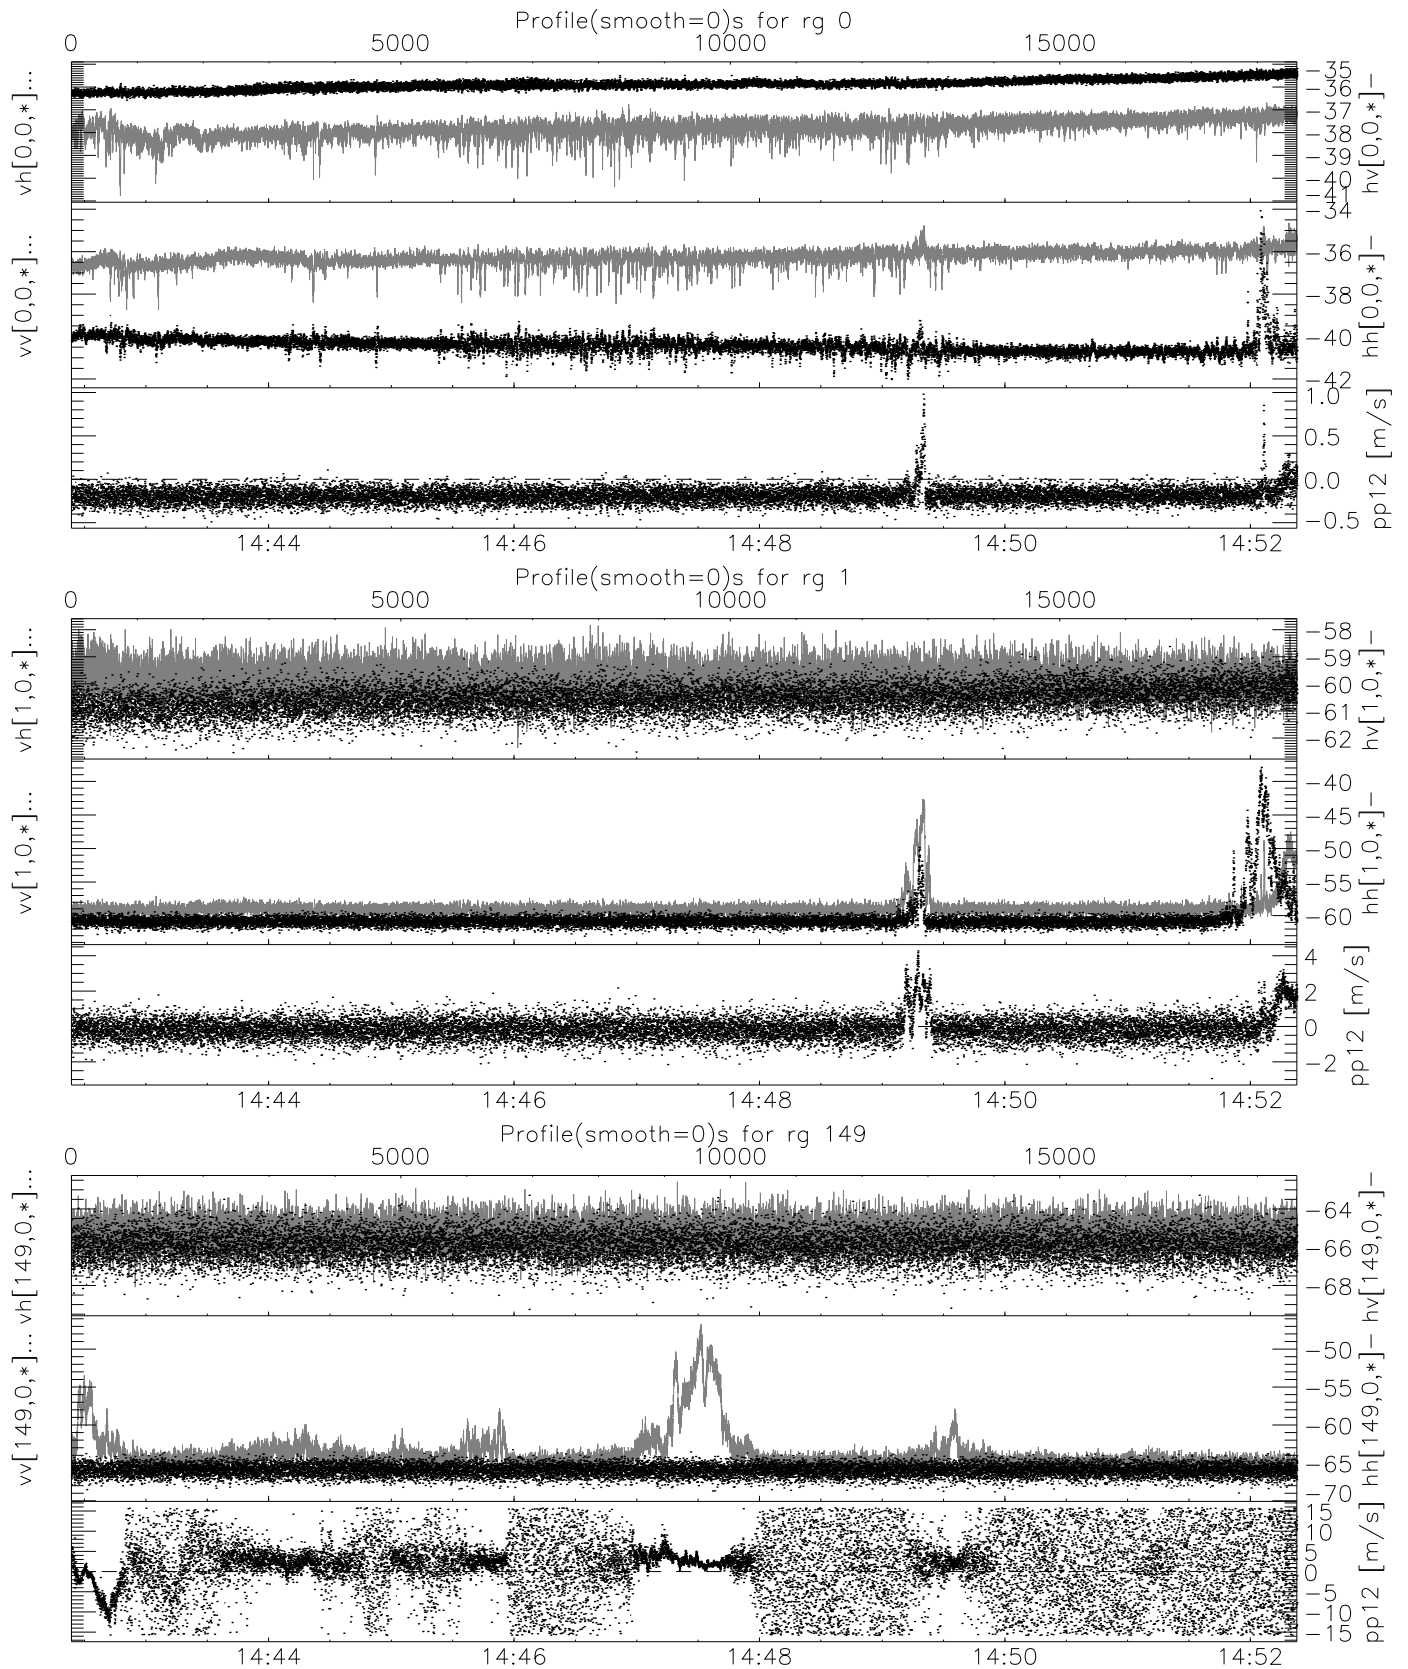 Profile(smooth=0)s for rg 0
0 5000 10000 15000
vh[0,0,*]...
-35
-36
-37
-38
-39
-40
-41
hv[0,0,*]-
vv[0,0,*]...
-34
-36
-38
-40
-42
hh[0,0,*]-
1.0
0.5
0.0
-0.5
pp12 [m/s]
14:44 14:46 14:48 14:50 14:52
Profile(smooth=0)s for rg 1
0 5000 10000 15000
vh[1,0,*]...
-58
-59
-60
-61
-62
hv[1,0,*]-
vv[1,0,*]...
-40
-45
-50
-55
-60
hh[1,0,*]-
4
2
0
-2
pp12 [m/s]
14:44 14:46 14:48 14:50 14:52
Profile(smooth=0)s for rg 149
0 5000 10000 15000
vh[149,0,*]...
-64
-66
-68
hv[149,0,*]-
vv[149,0,*]...
-50
-55
-60
-65
-70
hh[149,0,*]-
15
10
5
0
-5
-10
-15
pp12 [m/s]
14:44 14:46 14:48 14:50 14:52